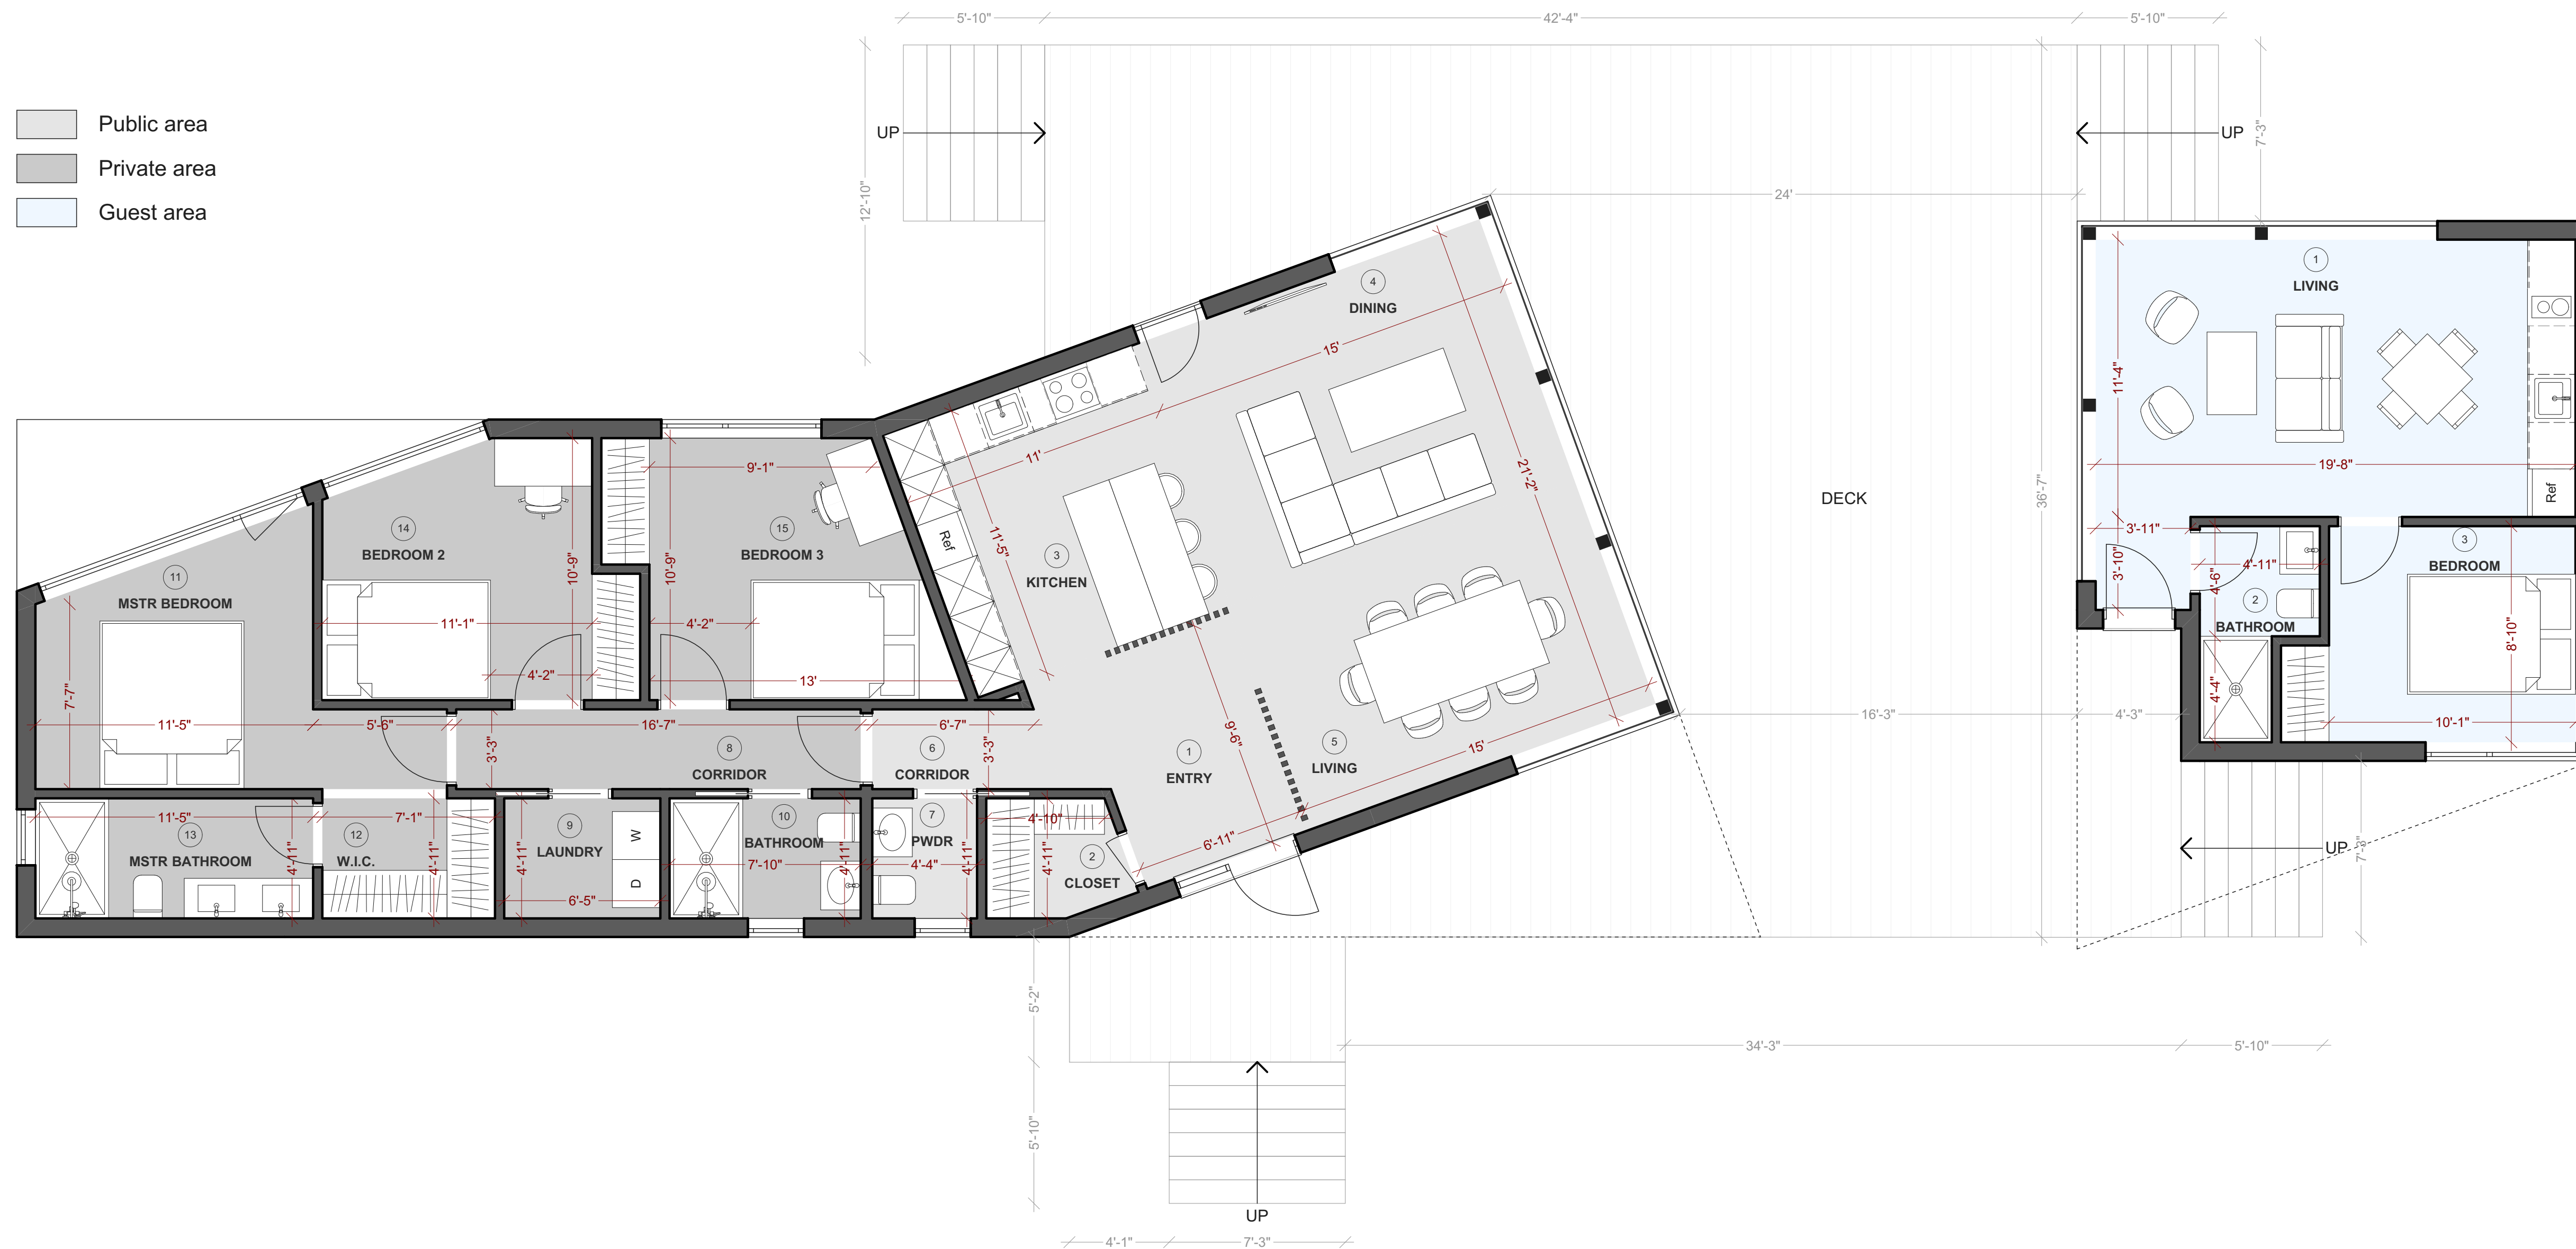 5'-10"
42'-4"
5'-10"
Public area
Private area
Guest area
UP
12'-10"
UP
7'-3"
24'
4
DINING
15'
11'
21'-2"
11'-5"
Ref
3
KITCHEN
DECK
36'-7"
1
LIVING
11'-4"
19'-8"
Ref
3'-11"
3'-10"
4'-11"
4'-6"
2
BATHROOM
4'-4"
3
BEDROOM
8'-10"
10'-1"
9'-1"
14
BEDROOM 2
10'-9"
10'-9"
15
BEDROOM 3
11
MSTR BEDROOM
7'-7"
11'-1"
4'-2"
4'-2"
13'
11'-5"
5'-6"
16'-7"
6'-7"
3'-3"
3'-3"
8
CORRIDOR
6
CORRIDOR
9'-6"
1
ENTRY
5
LIVING
15'
16'-3"
4'-3"
11'-5"
13
MSTR BATHROOM
4'-11"
12
W.I.C.
7'-1"
4'-11"
4'-11"
9
LAUNDRY
W
D
6'-5"
10
BATHROOM
7'-10"
4'-11"
7
PWDR
4'-4"
4'-11"
4'-10"
4'-11"
2
CLOSET
6'-11"
UP
7'-3"
5'-2"
34'-3"
5'-10"
5'-10"
UP
4'-1"
7'-3"